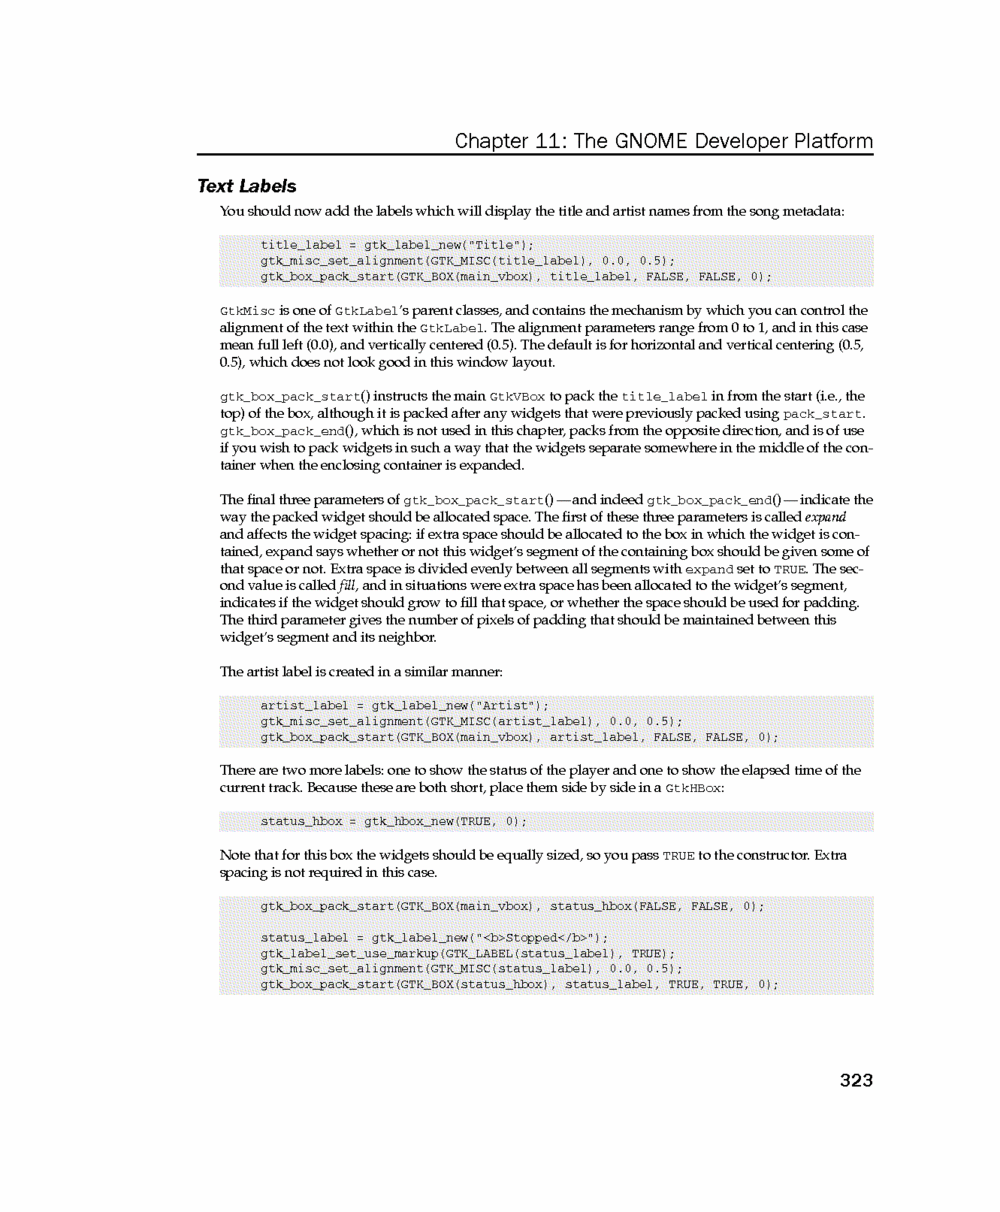 Chapter 11: The GNOME Developer Platform
Text Labels
You should now add the labels which will display the title and artist names from the song metadata:
title_label = gtk_label_new("Title");
gtk_misc_set_alignment(GTK_MISC(title_label), 0.0, 0.5);
gtk_box_pack_start(GTK_BOX(main_vbox), title_label, FALSE, FALSE, 0);
GtkMisc is one of GtkLabel's parent classes, and contains the mechanism by which you can control the
alignment of the text within the GtkLabel. The alignment parameters range from 0 to 1, and in this case
mean full left (0.0), and vertically centered (0.5). The default is for horizontal and vertical centering (0.5,
0.5), which does not look good in this window layout.
gtk_box_pack_start() instructs the main GtkVBox to pack the title_label in from the start (i.e., the
top) of the box, although it is packed after any widgets that were previously packed using pack_start.
gtk_box_pack_end(), which is not used in this chapter, packs from the opposite direction, and is of use
if you wish to pack widgets in such a way that the widgets separate somewhere in the middle of the con-
tainer when the enclosing container is expanded.
The final three parameters of gtk_box_pack_start()—and indeed gtk_box_pack_end()—indicate the
way the packed widget should be allocated space. The first of these three parameters is called expand
and affects the widget spacing: if extra space should be allocated to the box in which the widget is con-
tained, expand says whether or not this widget's segment of the containing box should be given some of
that space or not. Extra space is divided evenly between all segments with expand set to TRUE. The sec-
ond value is called fill, and in situations were extra space has been allocated to the widget's segment,
indicates if the widget should grow to fill that space, or whether the space should be used for padding.
The third parameter gives the number of pixels of padding that should be maintained between this
widget's segment and its neighbor.
The artist label is created in a similar manner:
artist_label = gtk_label_new("Artist");
gtk_misc_set_alignment(GTK_MISC(artist_label), 0.0, 0.5);
gtk_box_pack_start(GTK_BOX(main_vbox), artist_label, FALSE, FALSE, 0);
There are two more labels: one to show the status of the player and one to show the elapsed time of the
current track. Because these are both short, place them side by side in a GtkHBox:
status_hbox = gtk_hbox_new(TRUE, 0);
Note that for this box the widgets should be equally sized, so you pass TRUE to the constructor. Extra
spacing is not required in this case.
gtk_box_pack_start(GTK_BOX(main_vbox), status_hbox(FALSE, FALSE, 0);
status_label = gtk_label_new("<b>Stopped</b>");
gtk_label_set_use_markup(GTK_LABEL(status_label), TRUE);
gtk_misc_set_alignment(GTK_MISC(status_label), 0.0, 0.5);
gtk_box_pack_start(GTK_BOX(status_hbox), status_label, TRUE, TRUE, 0);
323